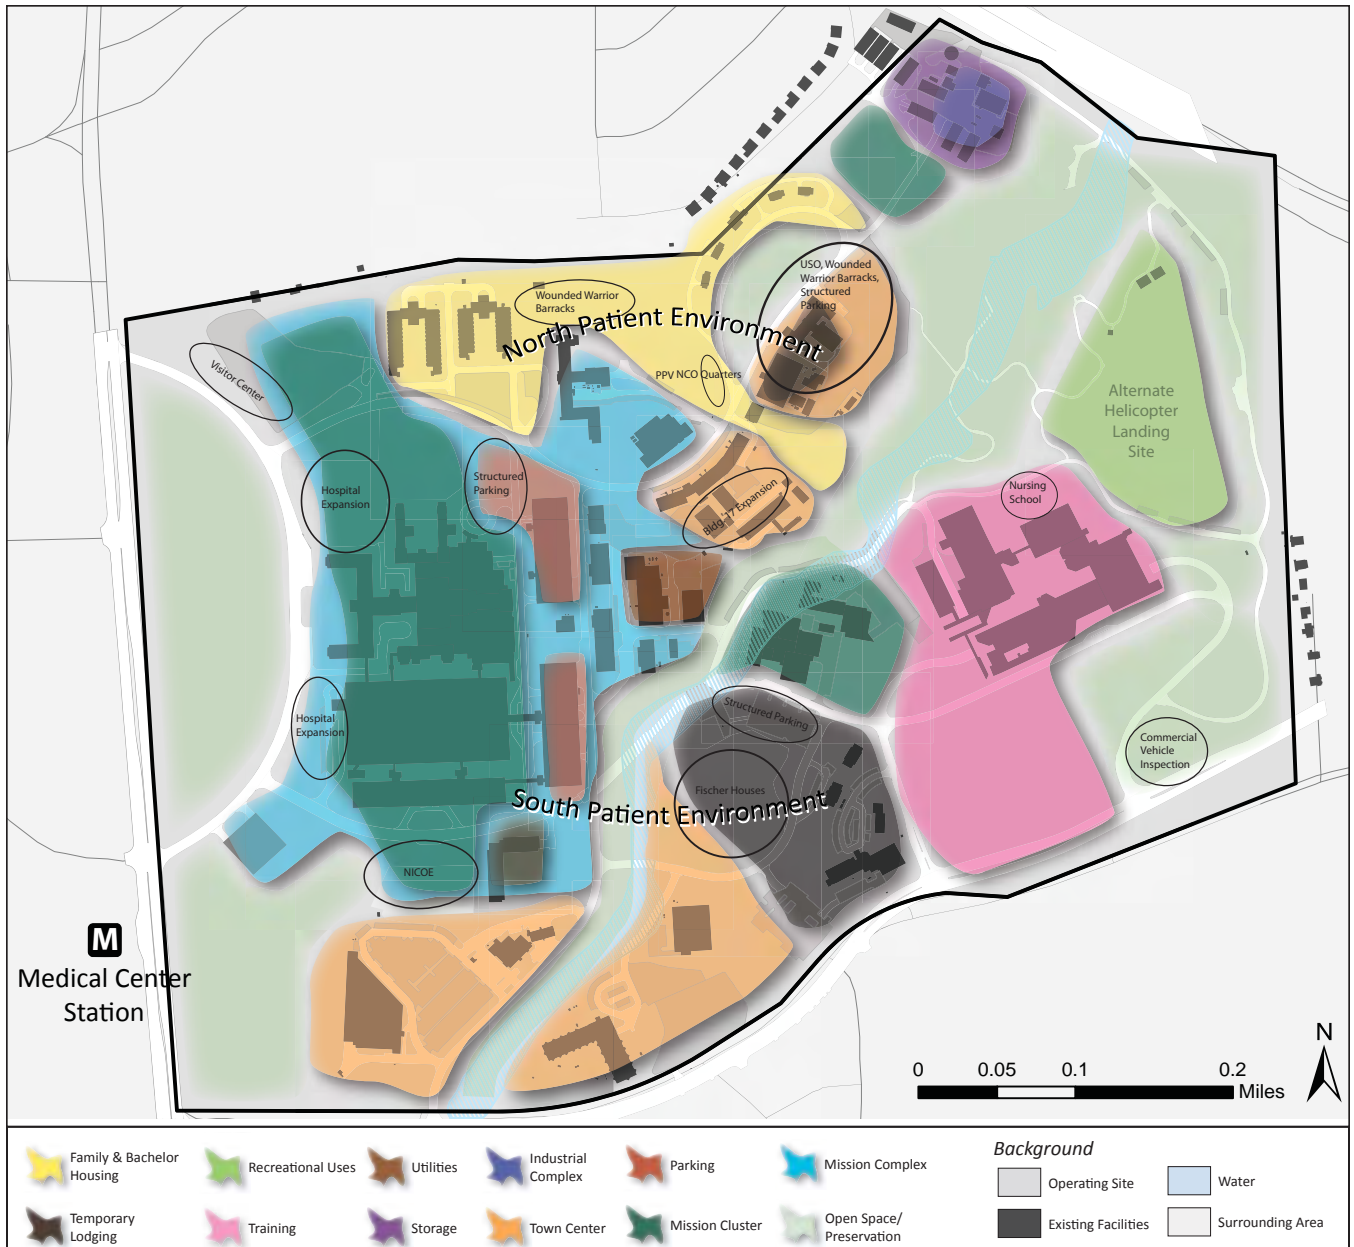 USO, Wounded
Warrior Barracks,
Structured
Parking
Wounded Warrior
Barracks
North Patient Environment
Visitor Center
PPV NCO Quarters
Alternate
Helicopter
Landing
Site
Hospital
Expansion
Structured
Parking
Bldg. 17 Expansion
Nursing
School
Hospital
Expansion
Structured Parking
Commercial
Vehicle
Inspection
Fischer Houses
South Patient Environment
NICOE
M
Medical Center
Station
N
0 0.05 0.1 0.2
Miles
Family & Bachelor
Housing
Recreational Uses
Utilities
Industrial
Complex
Parking
Mission Complex
Temporary
Lodging
Training
Storage
Town Center
Mission Cluster
Open Space/
Preservation
Background
Operating Site
Water
Existing Facilities
Surrounding Area